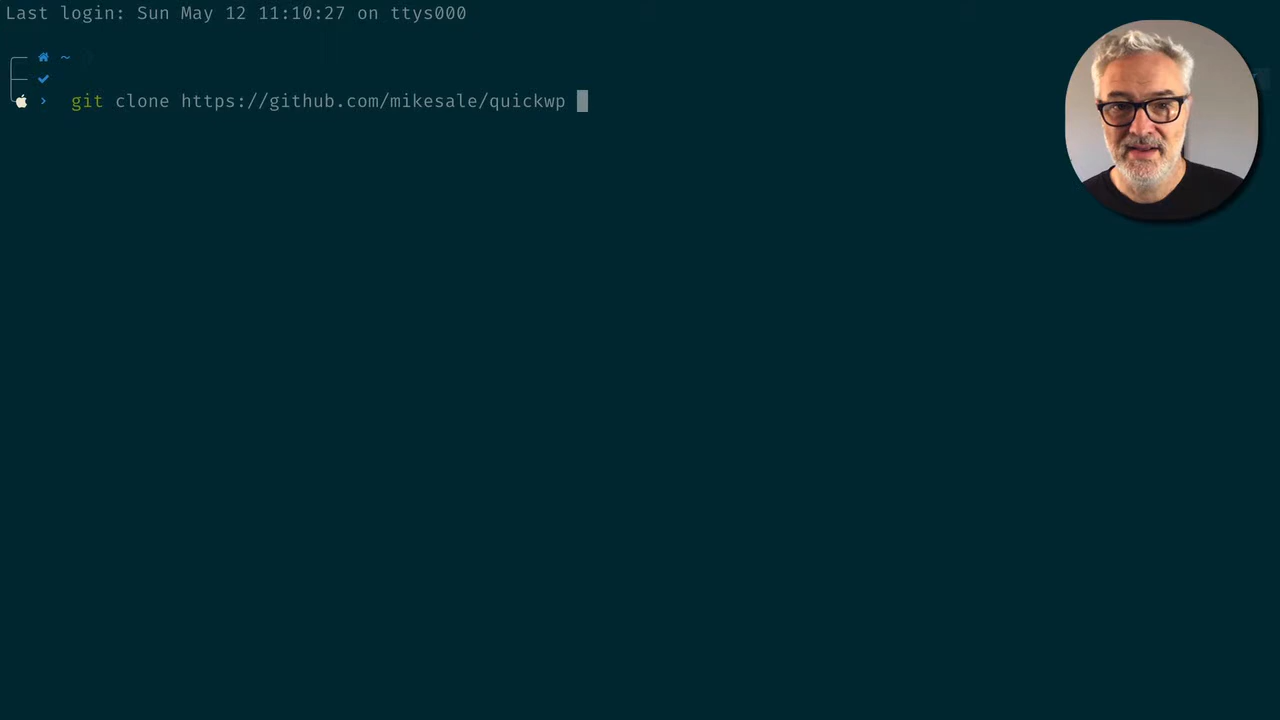 Last login: Sun May 12 11:10:27 on ttys000
~
› git clone https://github.com/mikesale/quickwp